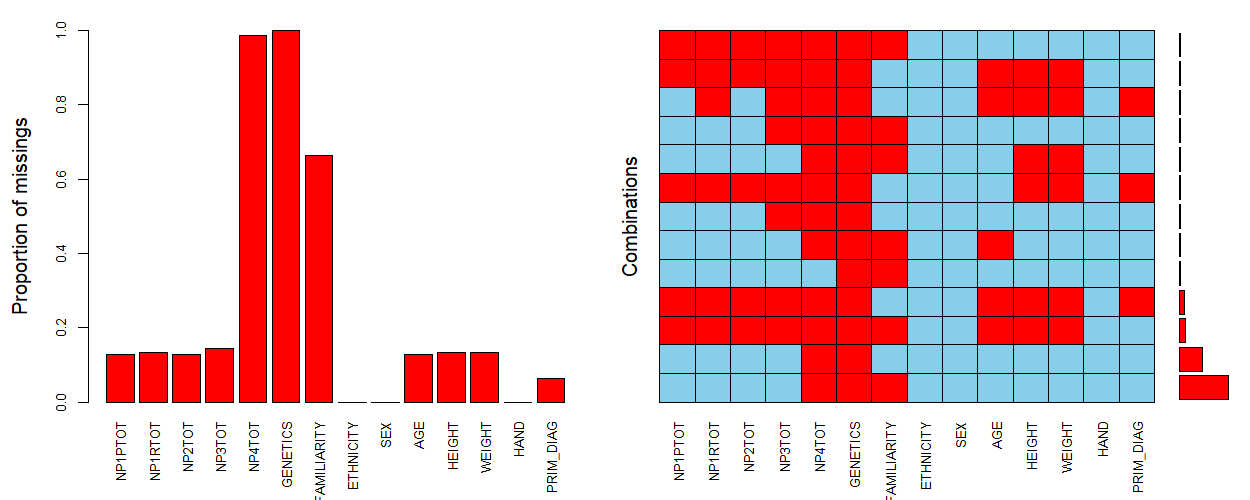 Proportion of missings
1.0
0.8
0.6
0.4
0.2
0.0
NP1PTOT
NP1RTOT
NP2TOT
NP3TOT
NP4TOT
GENETICS
FAMILIARITY
ETHNICITY
SEX
AGE
HEIGHT
WEIGHT
HAND
PRIM_DIAG
Combinations
NP1PTOT
NP1RTOT
NP2TOT
NP3TOT
NP4TOT
GENETICS
FAMILIARITY
ETHNICITY
SEX
AGE
HEIGHT
WEIGHT
HAND
PRIM_DIAG